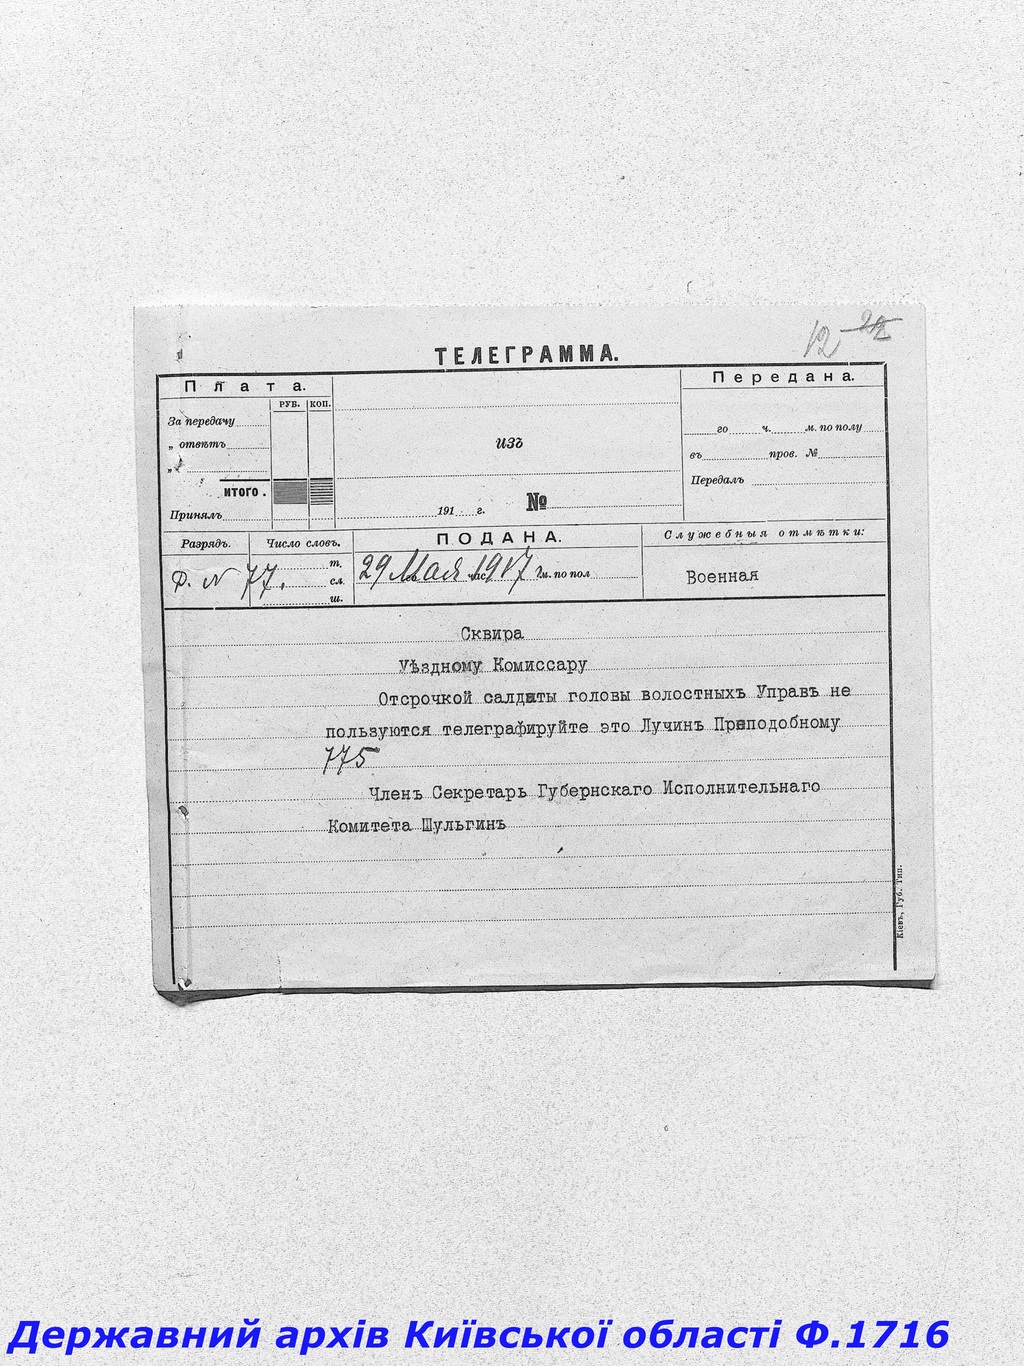 12 22
ТЕЛЕГРАММА.
Плата.
РУБ. КОП.
За передачу
„ отвѣтъ
„
ИТОГО.
Принялъ
изъ
191 г. №
Передана.
го ч. м. по полу
въ пров. №
Передалъ
Разрядъ. Число словъ.
т.
сл.
ш.
77.
ПОДАНА.
29 Мая 1917 г. час. м. по пол
Служебныя отмѣтки:
Военная
Сквира
Уѣздному Комиссару
Отсрочкой салдаты головы волостныхъ Управъ не
пользуются телеграфируйте это Лучинъ Преподобному
775
Членъ Секретарь Губернскаго Исполнительнаго
Комитета Шульгинъ
Кіевъ, Губ. Тип.
Державний архів Київської області Ф.1716